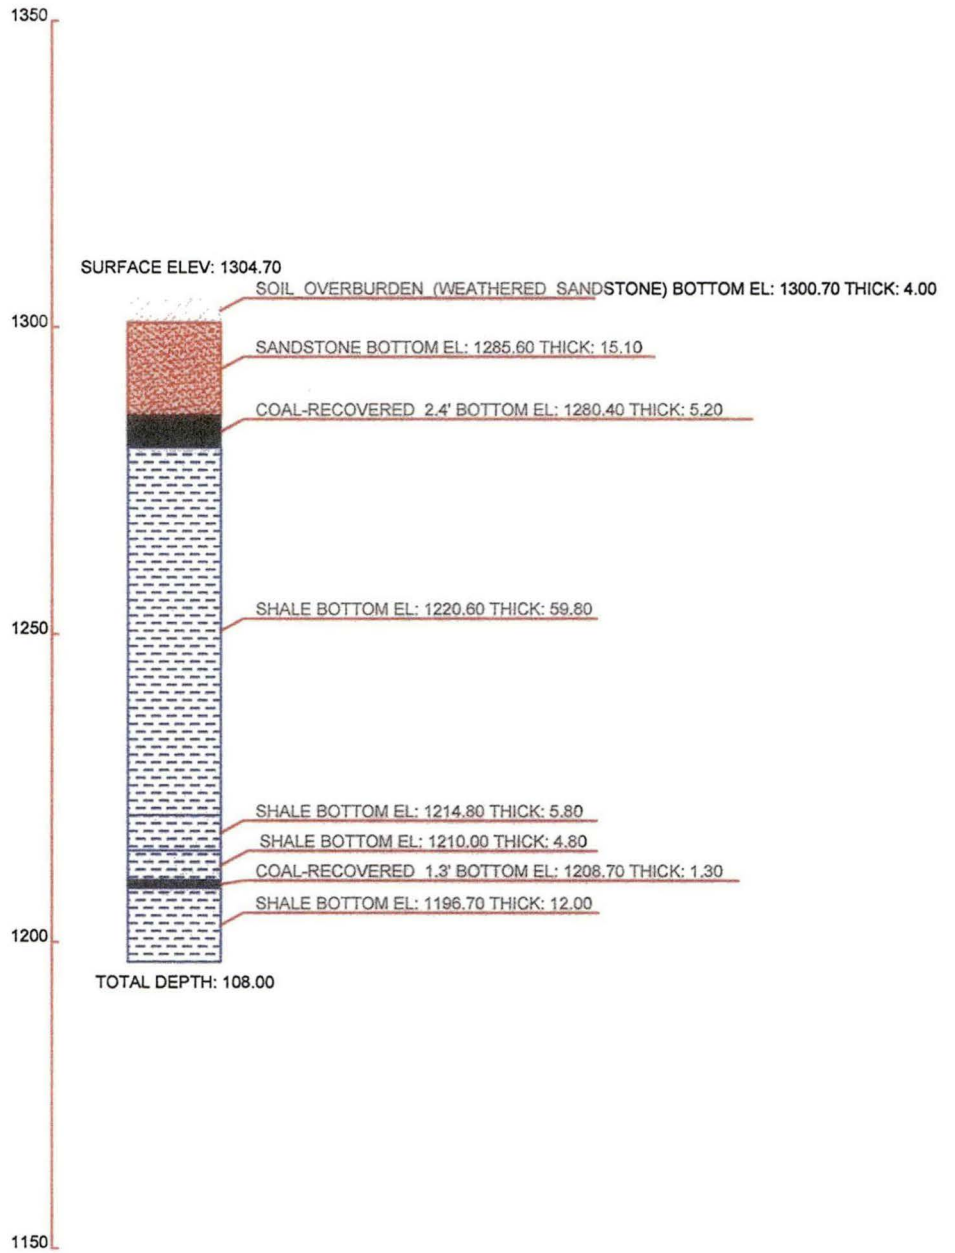 1350
SURFACE ELEV: 1304.70
SOIL OVERBURDEN (WEATHERED SANDSTONE) BOTTOM EL: 1300.70 THICK: 4.00
1300
SANDSTONE BOTTOM EL: 1285.60 THICK: 15.10
COAL-RECOVERED 2.4' BOTTOM EL: 1280.40 THICK: 5.20
SHALE BOTTOM EL: 1220.60 THICK: 59.80
1250
SHALE BOTTOM EL: 1214.80 THICK: 5.80
SHALE BOTTOM EL: 1210.00 THICK: 4.80
COAL-RECOVERED 1.3' BOTTOM EL: 1208.70 THICK: 1.30
SHALE BOTTOM EL: 1196.70 THICK: 12.00
1200
TOTAL DEPTH: 108.00
1150